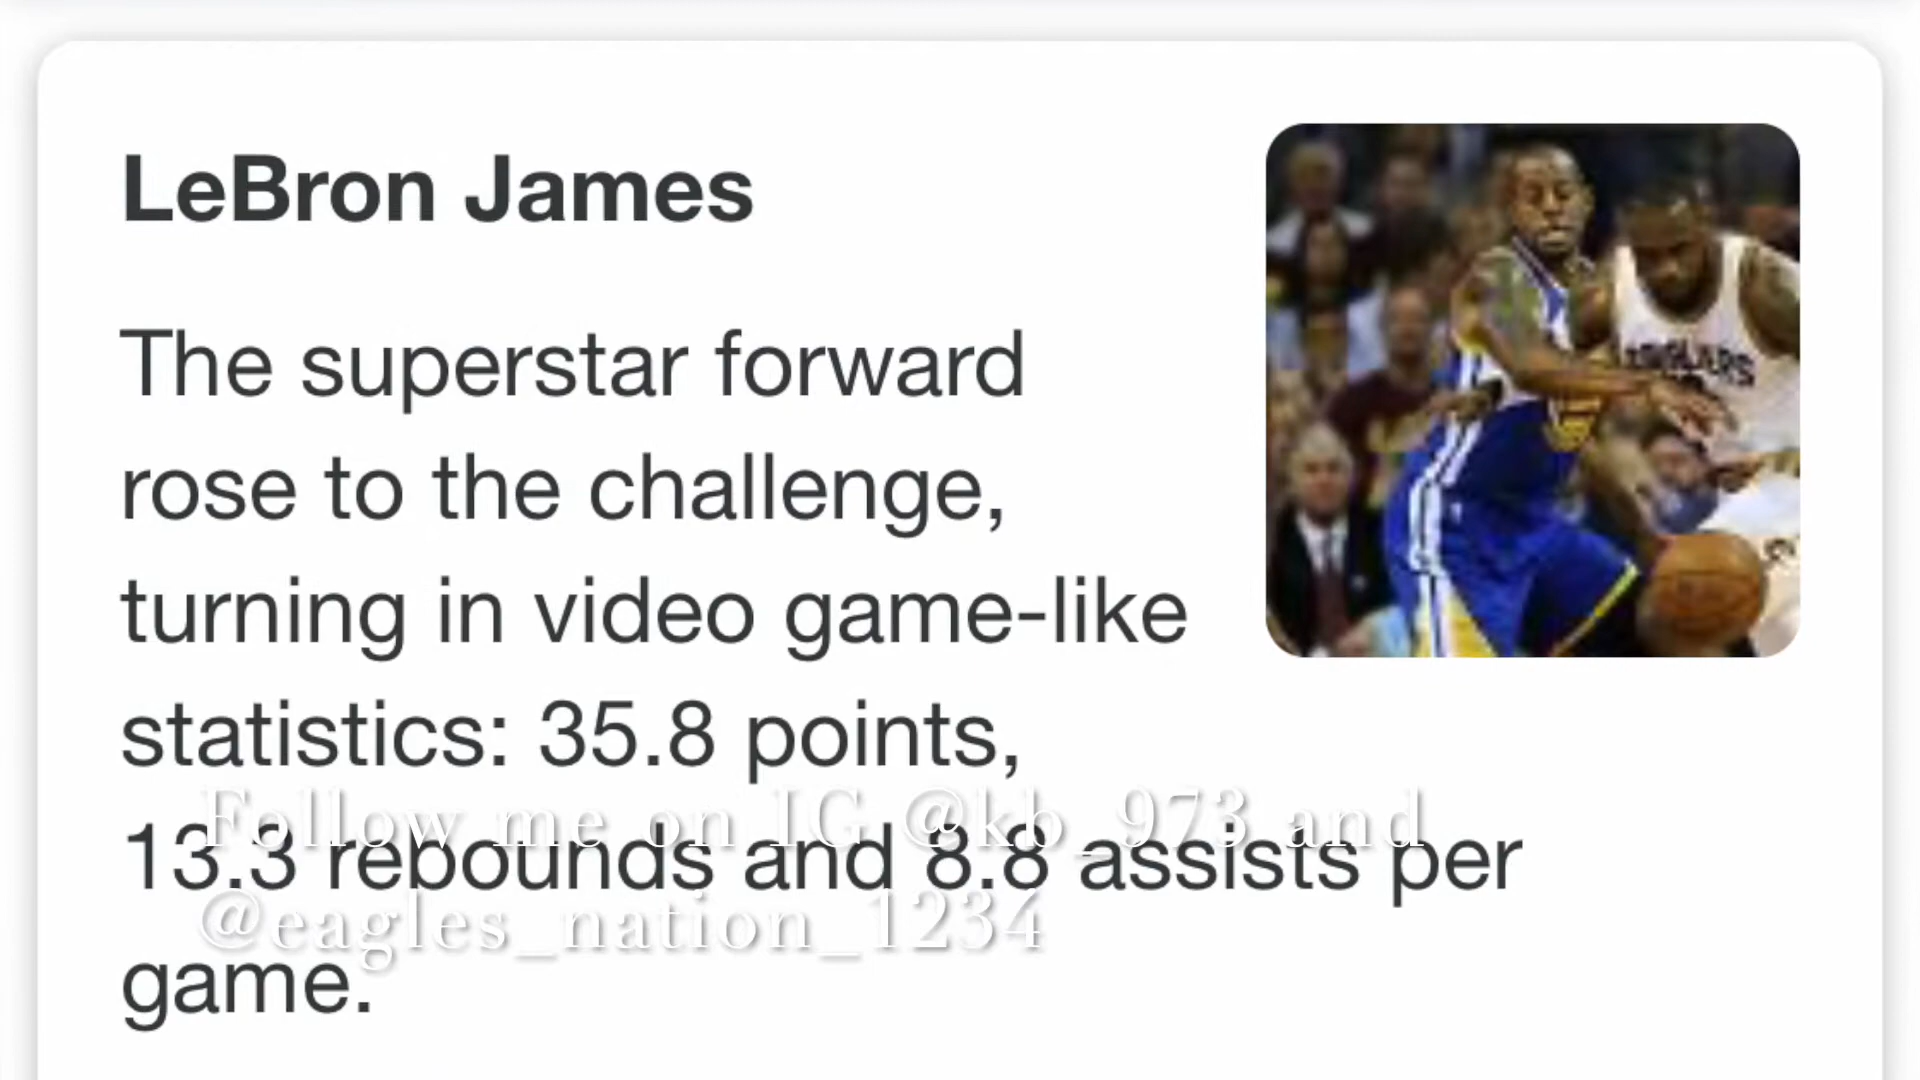 LeBron James
The superstar forward
rose to the challenge,
turning in video game-like
statistics: 35.8 points,
Follow me on IG @kb_973 and
13.3 rebounds and 8.8 assists per
@eagles_nation_1234
game.